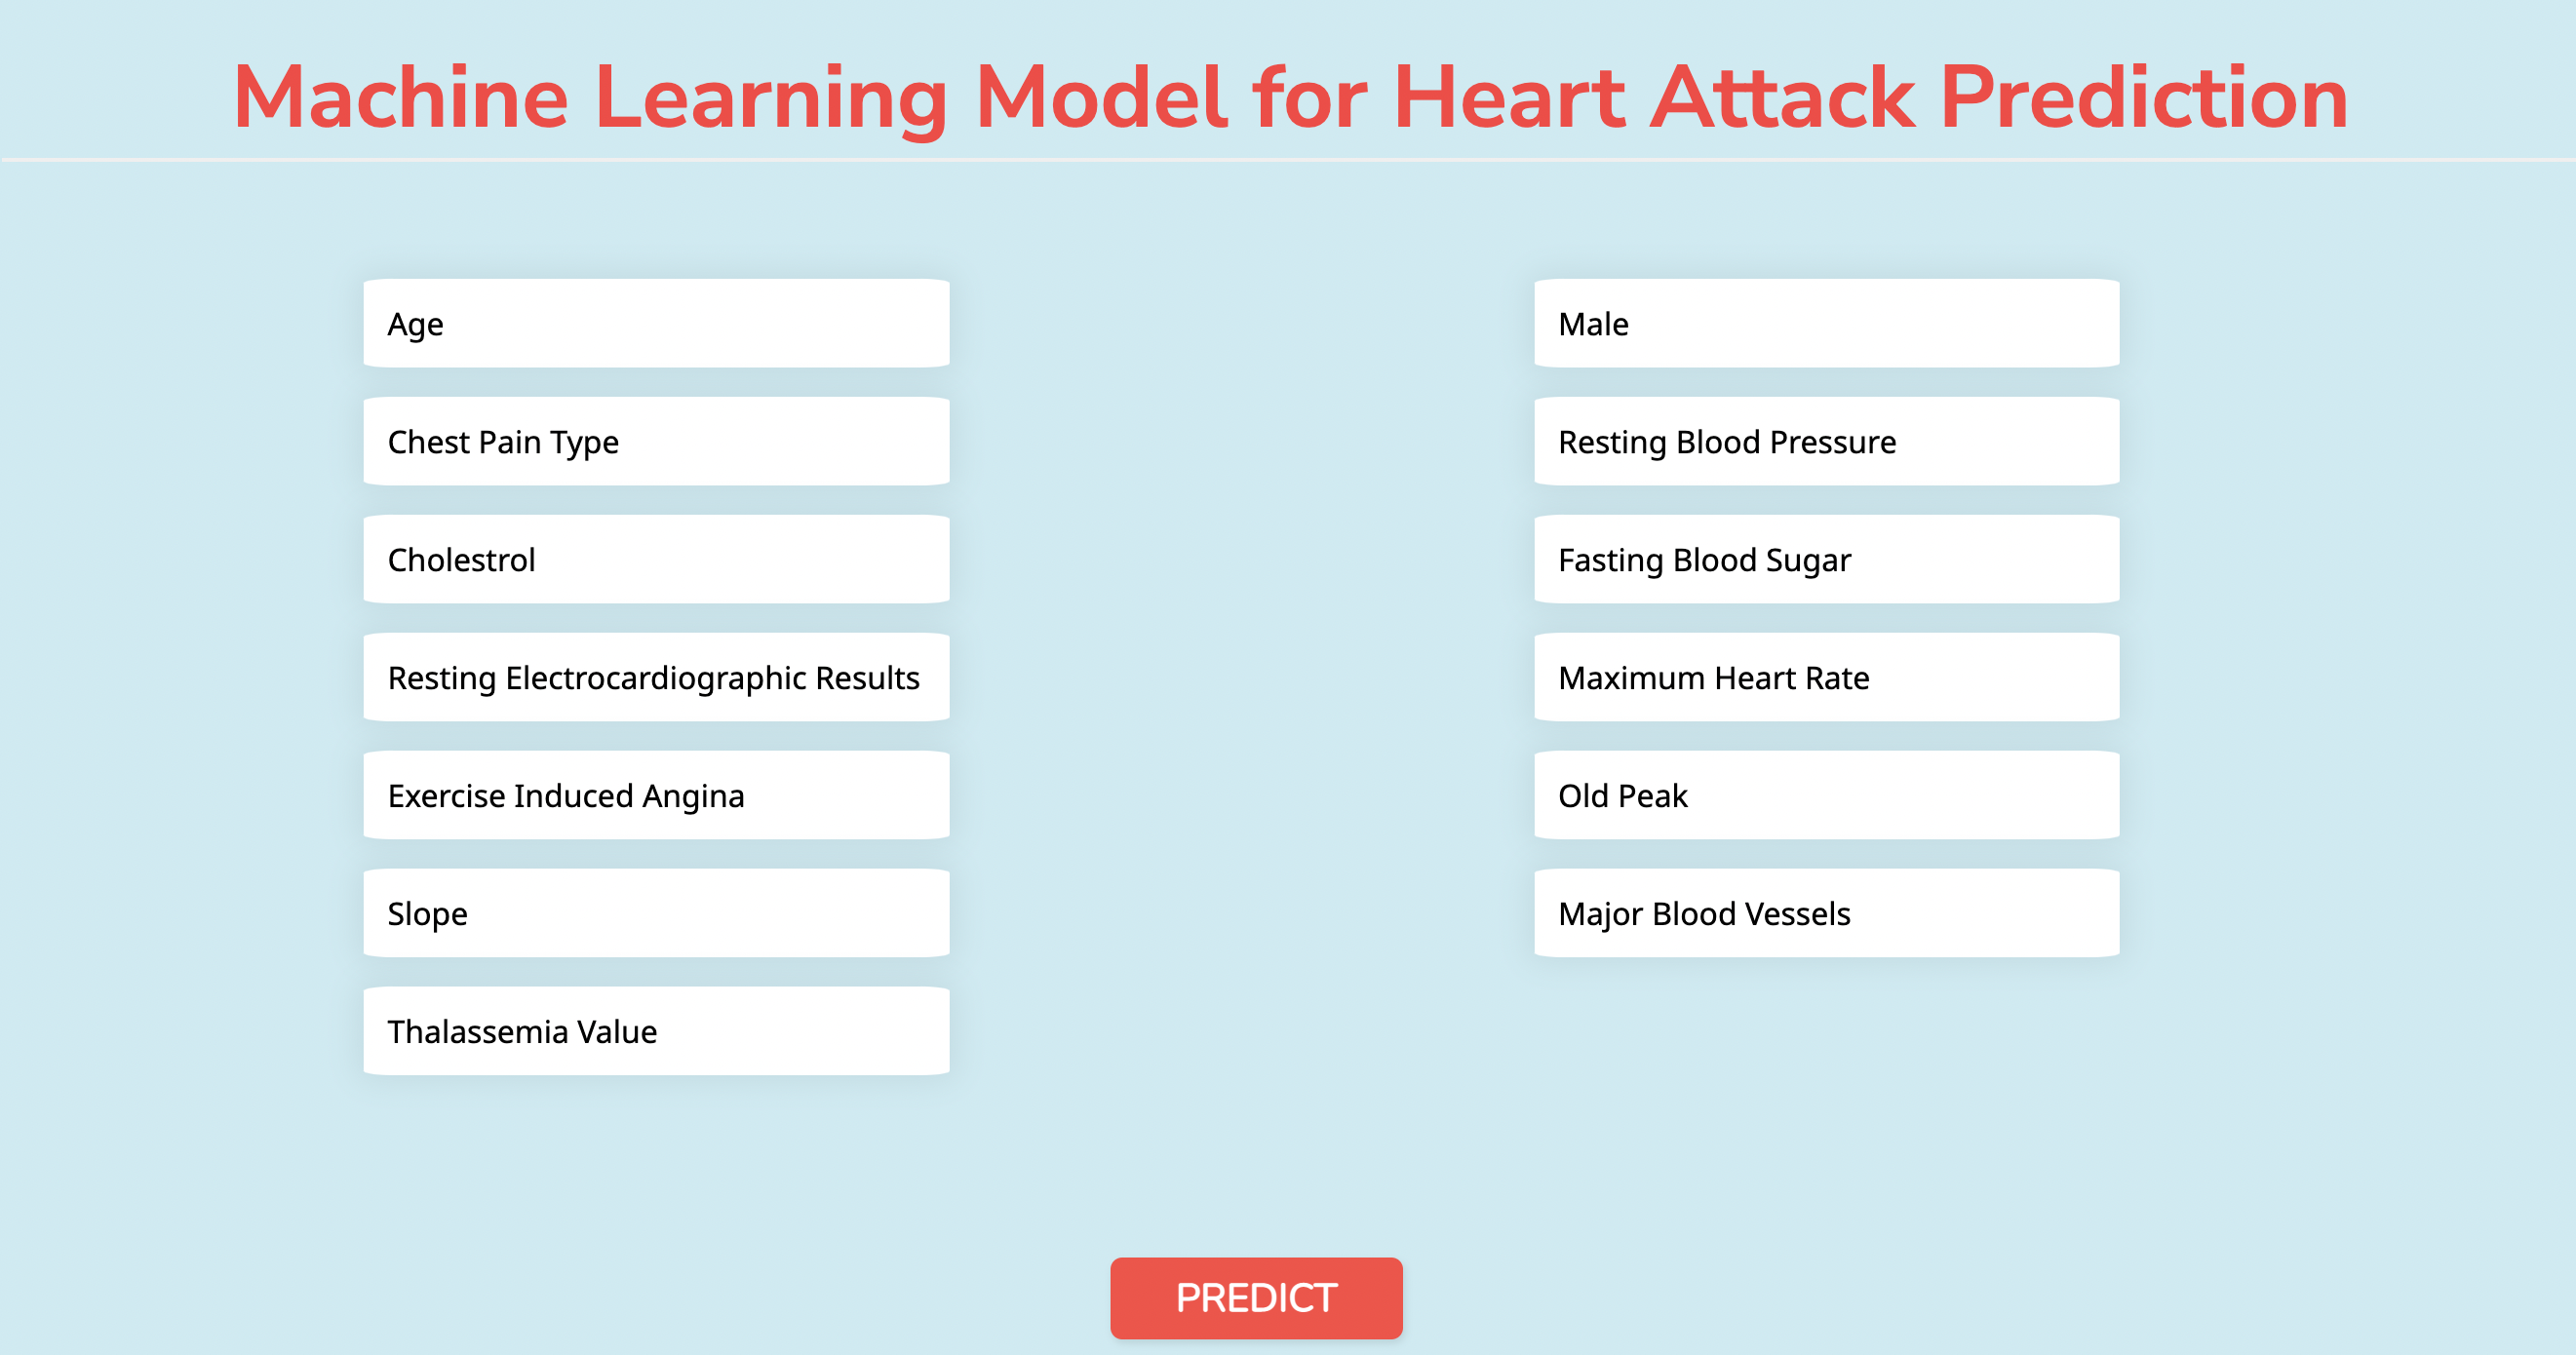 Machine Learning Model for Heart Attack Prediction
Age
Male
Chest Pain Type
Resting Blood Pressure
Cholestrol
Fasting Blood Sugar
Resting Electrocardiographic Results
Maximum Heart Rate
Exercise Induced Angina
Old Peak
Slope
Major Blood Vessels
Thalassemia Value
PREDICT